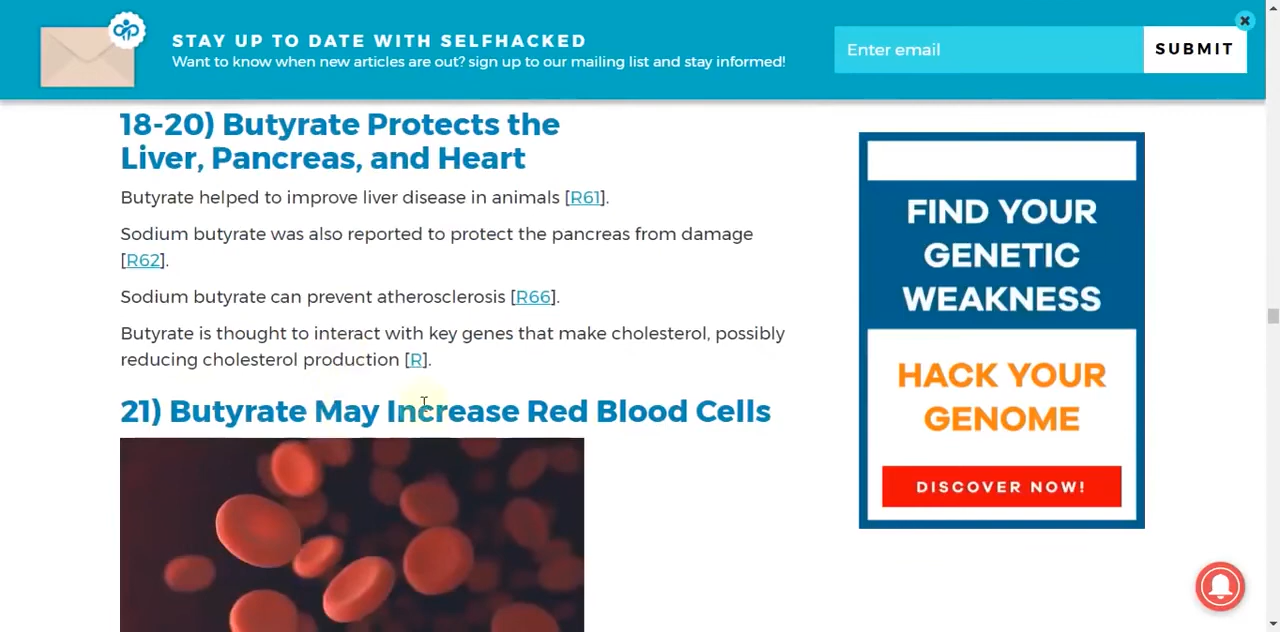 STAY UP TO DATE WITH SELFHACKED
Want to know when new articles are out? sign up to our mailing list and stay informed!
Enter email
SUBMIT
18-20) Butyrate Protects the
Liver, Pancreas, and Heart
Butyrate helped to improve liver disease in animals [R61].
Sodium butyrate was also reported to protect the pancreas from damage
[R62].
Sodium butyrate can prevent atherosclerosis [R66].
Butyrate is thought to interact with key genes that make cholesterol, possibly
reducing cholesterol production [R].
21) Butyrate May Increase Red Blood Cells
FIND YOUR
GENETIC
WEAKNESS
HACK YOUR
GENOME
DISCOVER NOW!